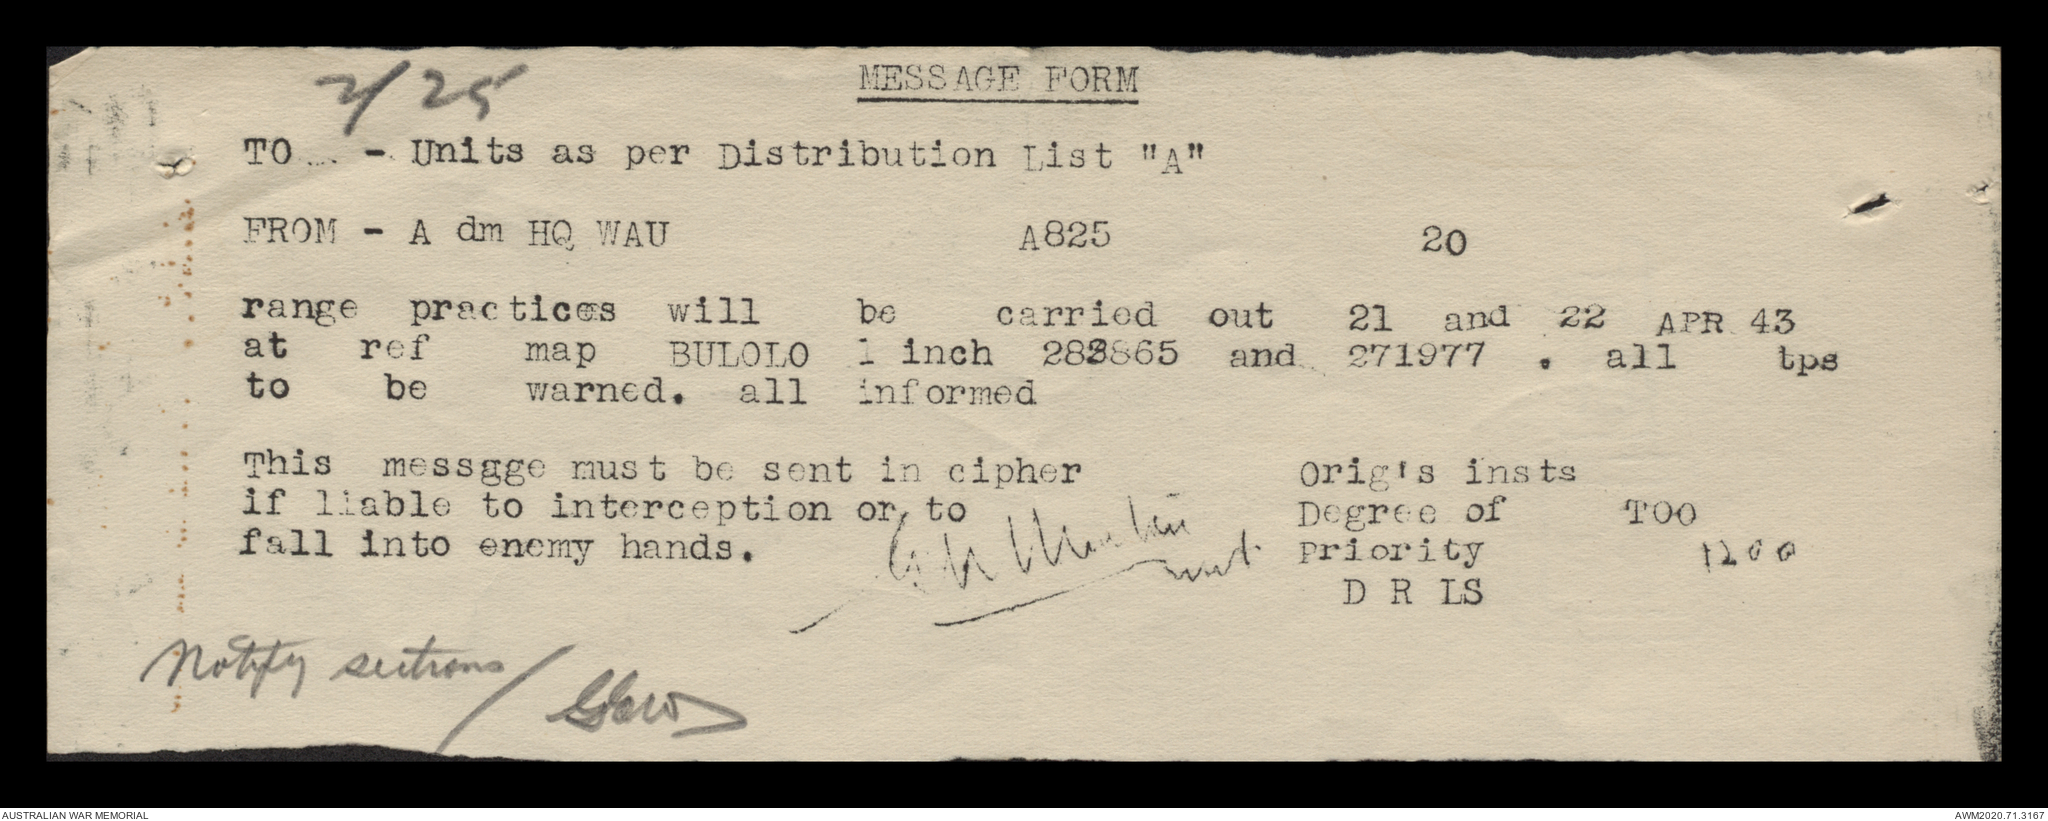 2/25
MESSAGE FORM
TO - Units as per Distribution List "A"
FROM - A dm HQ WAU A825 20
range practices will be carried out 21 and 22 APR 43
at ref map BULOLO 1 inch 283865 and 271977 . all tps
to be warned. all informed
This messgge must be sent in cipher
if liable to interception or to
fall into enemy hands.
Orig's insts
Degree of TOO
Priority 1200
D R LS
Notify sections /
AUSTRALIAN WAR MEMORIAL
AWM2020.71.3167